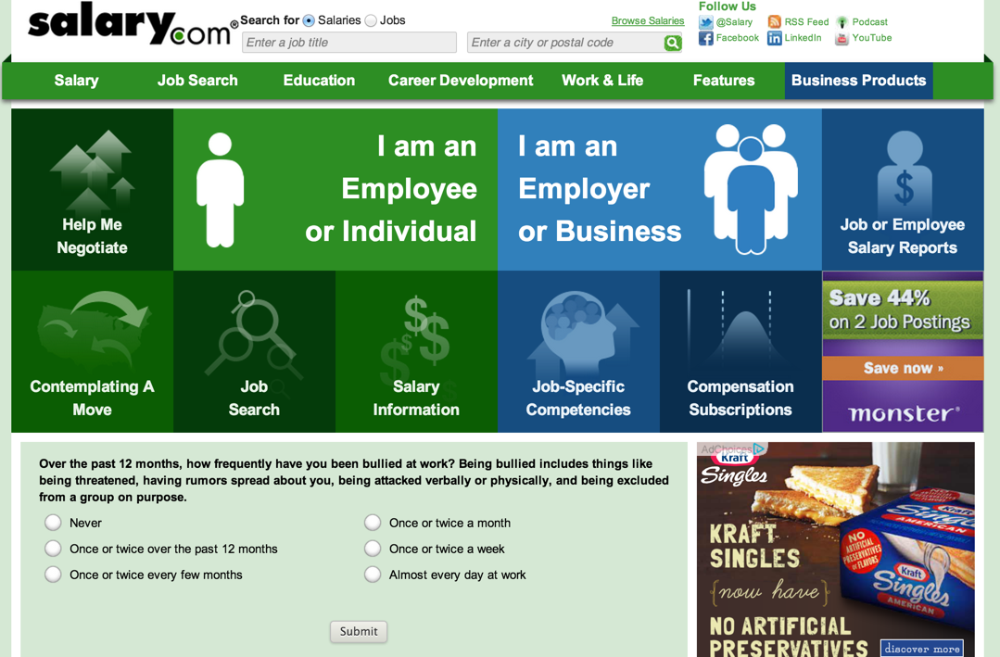 salary.com®
Search for Salaries Jobs
Browse Salaries
Enter a job title
Enter a city or postal code
Follow Us
@Salary RSS Feed Podcast
Facebook LinkedIn YouTube
Salary Job Search Education Career Development Work & Life Features Business Products
Help Me
Negotiate
I am an
Employee
or Individual
I am an
Employer
or Business
$
Job or Employee
Salary Reports
Contemplating A
Move
Job
Search
$
$
$
$
Salary
Information
Job-Specific
Competencies
Compensation
Subscriptions
Save 44%
on 2 Job Postings
Save now »
monster®
Over the past 12 months, how frequently have you been bullied at work? Being bullied includes things like
being threatened, having rumors spread about you, being attacked verbally or physically, and being excluded
from a group on purpose.
Never
Once or twice over the past 12 months
Once or twice every few months
Once or twice a month
Once or twice a week
Almost every day at work
Submit
AdChoices
Kraft
Singles
KRAFT
SINGLES
{now have}
NO ARTIFICIAL
PRESERVATIVES
discover more
NO
ARTIFICIAL
PRESERVATIVES
OR FLAVORS
Kraft
Singles
AMERICAN
Singles
AMERICAN